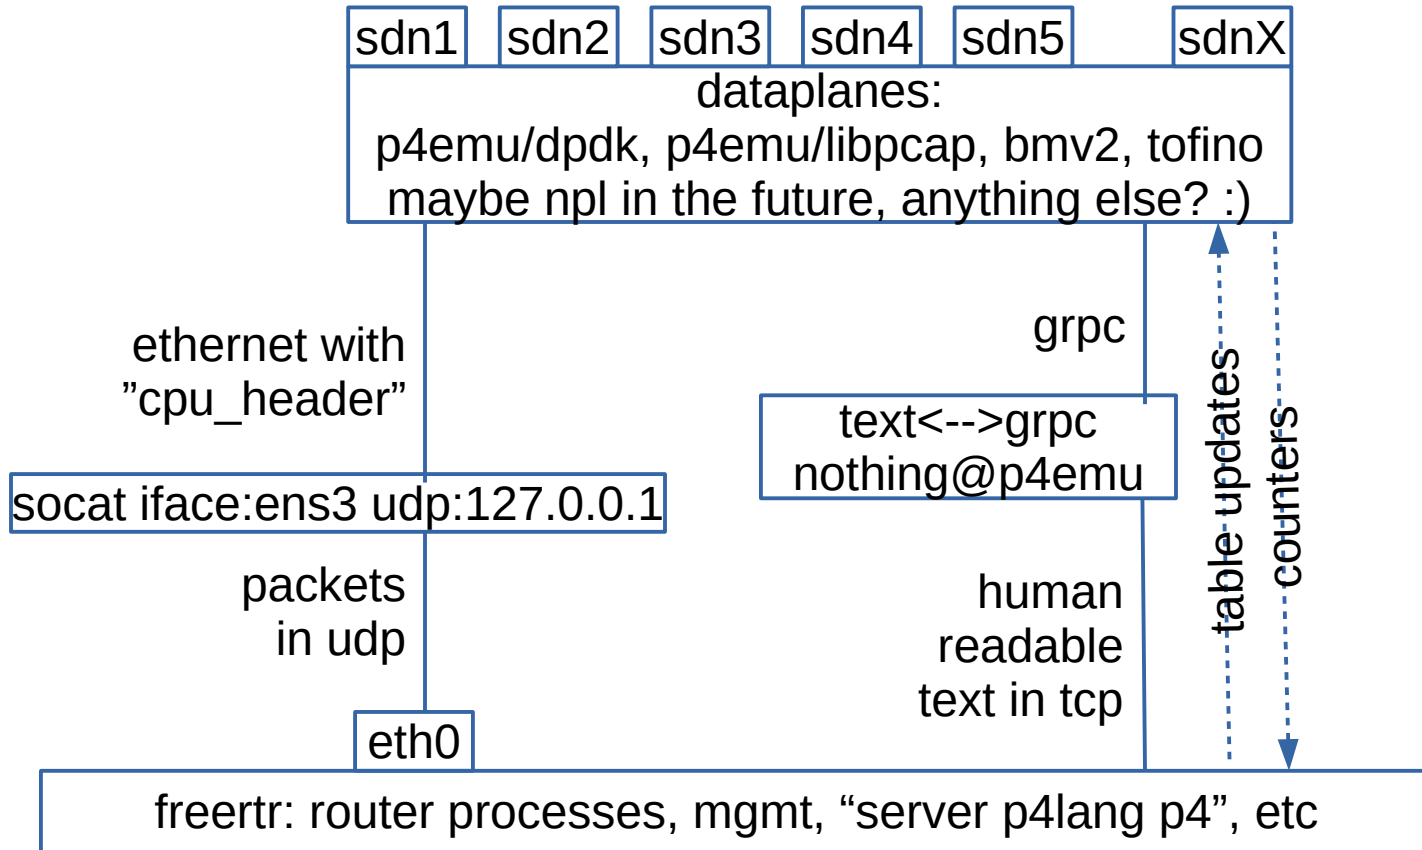 sdn1 sdn2 sdn3 sdn4 sdn5 sdnX
dataplanes:
p4emu/dpdk, p4emu/libpcap, bmv2, tofino
maybe npl in the future, anything else? :)
ethernet with
”cpu_header”
grpc
text<-->grpc
nothing@p4emu
table updates
counters
socat iface:ens3 udp:127.0.0.1
packets
in udp
human
readable
text in tcp
eth0
freertr: router processes, mgmt, “server p4lang p4”, etc